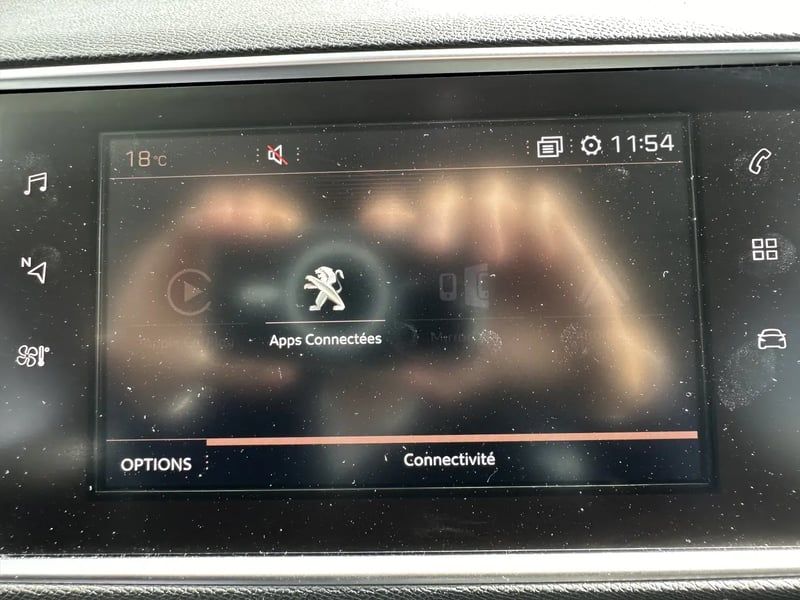 18°C
11:54
N
Apps Connectées
OPTIONS
Connectivité